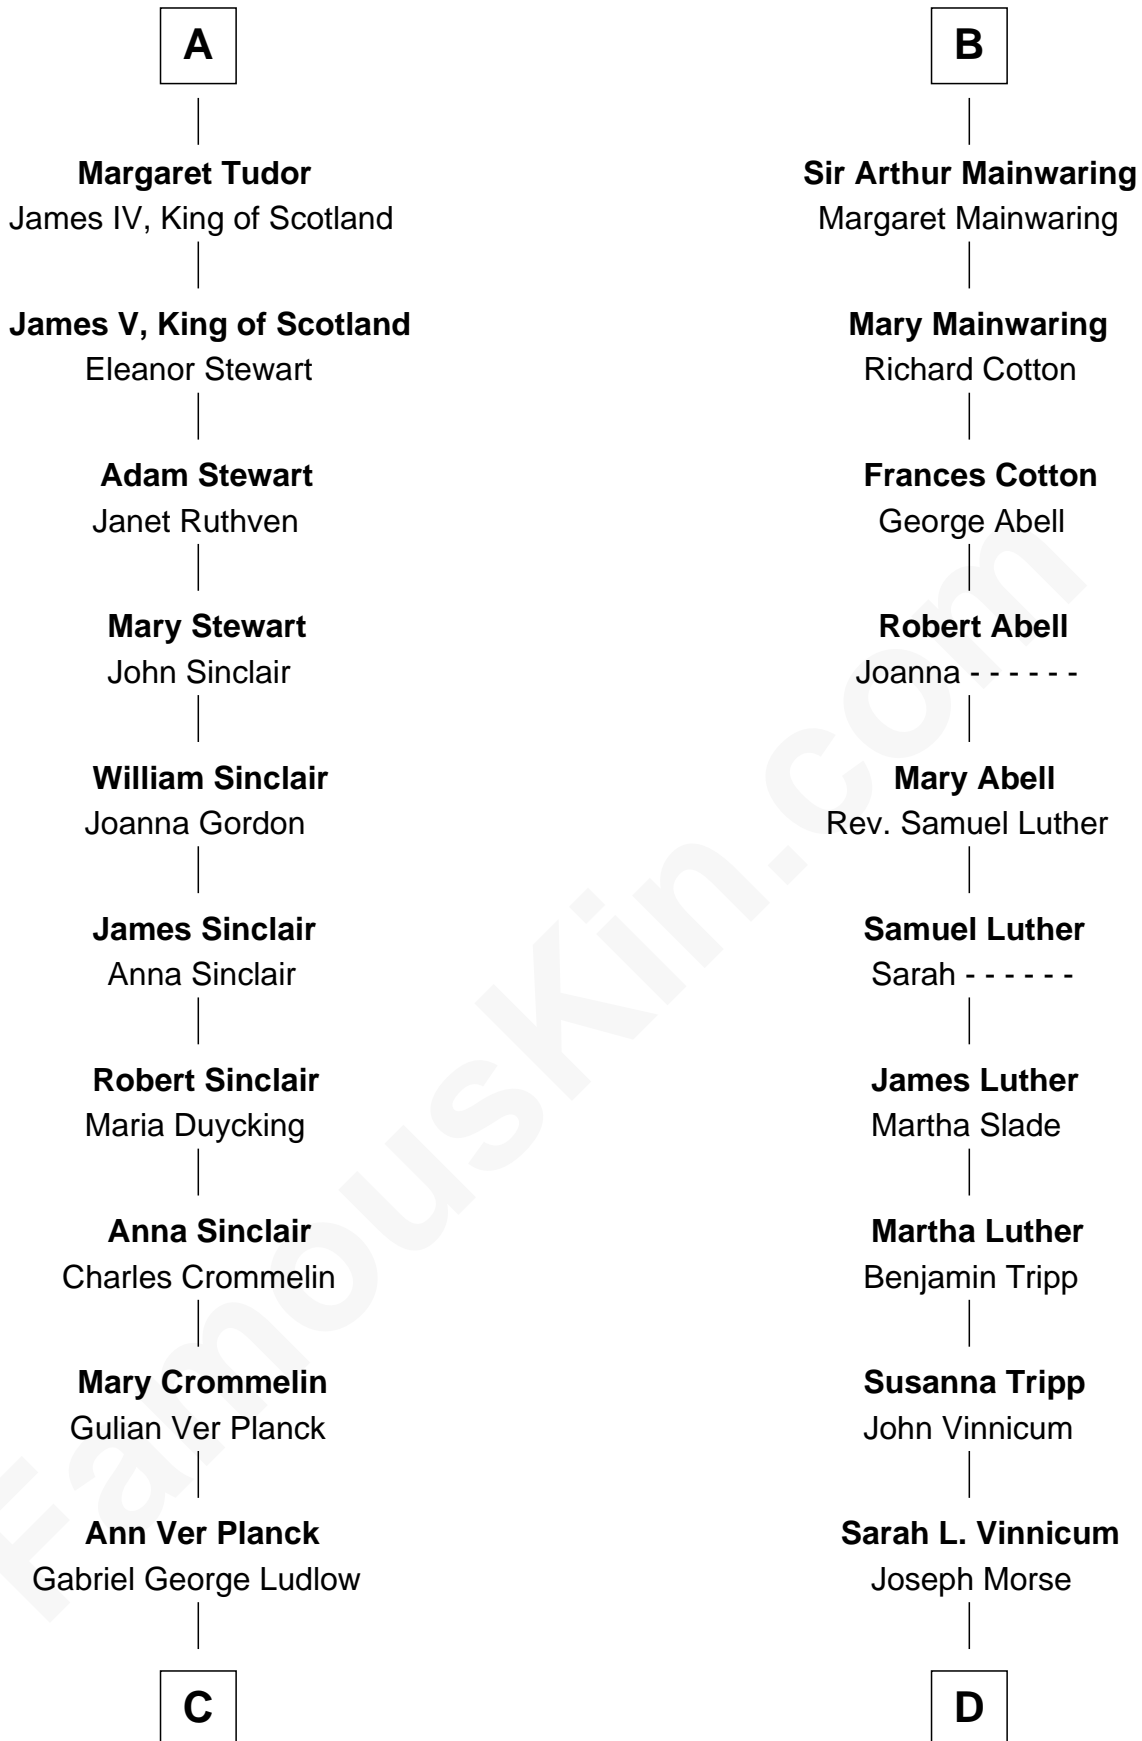 A
Margaret Tudor
James IV, King of Scotland
James V, King of Scotland
Eleanor Stewart
Adam Stewart
Janet Ruthven
Mary Stewart
John Sinclair
William Sinclair
Joanna Gordon
James Sinclair
Anna Sinclair
Robert Sinclair
Maria Duycking
Anna Sinclair
Charles Crommelin
Mary Crommelin
Gulian Ver Planck
Ann Ver Planck
Gabriel George Ludlow
C
B
Sir Arthur Mainwaring
Margaret Mainwaring
Mary Mainwaring
Richard Cotton
Frances Cotton
George Abell
Robert Abell
Joanna - - - - - -
Mary Abell
Rev. Samuel Luther
Samuel Luther
Sarah - - - - - -
James Luther
Martha Slade
Martha Luther
Benjamin Tripp
Susanna Tripp
John Vinnicum
Sarah L. Vinnicum
Joseph Morse
D
FamousKin.com